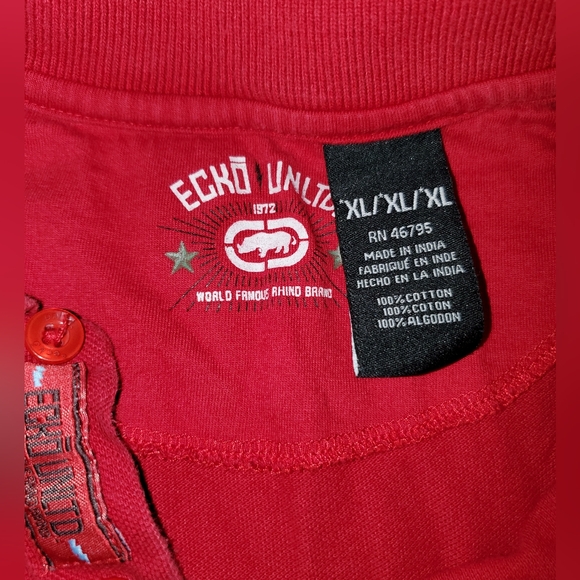 ECKŌ UNLTD.
1972
WORLD FAMOUS RHINO BRAND
XL/XL/XL
RN 46795
MADE IN INDIA
FABRIQUÉ EN INDE
HECHO EN LA INDIA
100%COTTON
100%COTON
100%ALGODON
ECKŌ UNLTD.